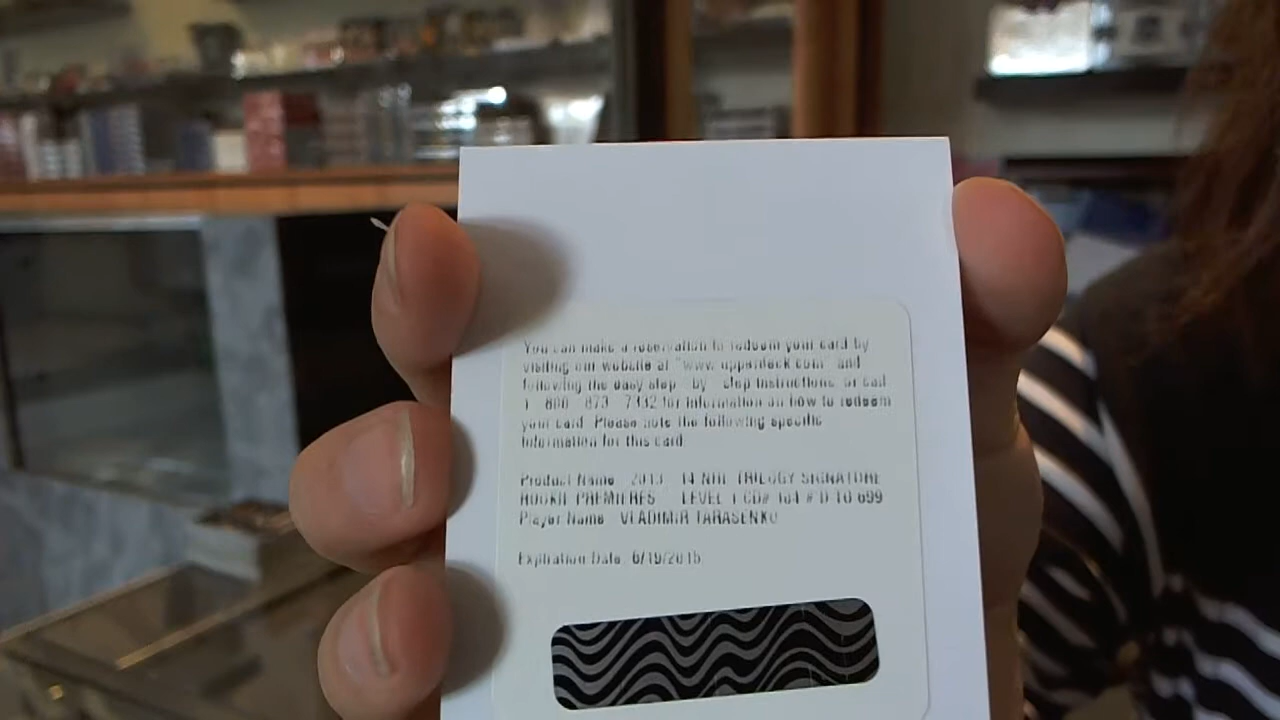 You can make a reservation to redeem your card by
visiting our website at "www. upperdeck.com" and
following the easy step - by - step instructions, or call
1 - 800 - 873 - 7332 for information on how to redeem
your card. Please note the following specific
information for this card.
Product Name 2013 - 14 NHL TRILOGY SIGNATURE
ROOKIE PREMIERES - LEVEL 1 CD# 164 #'D TO 699
Player Name VLADIMIR TARASENKO
Expiration Date 6/19/